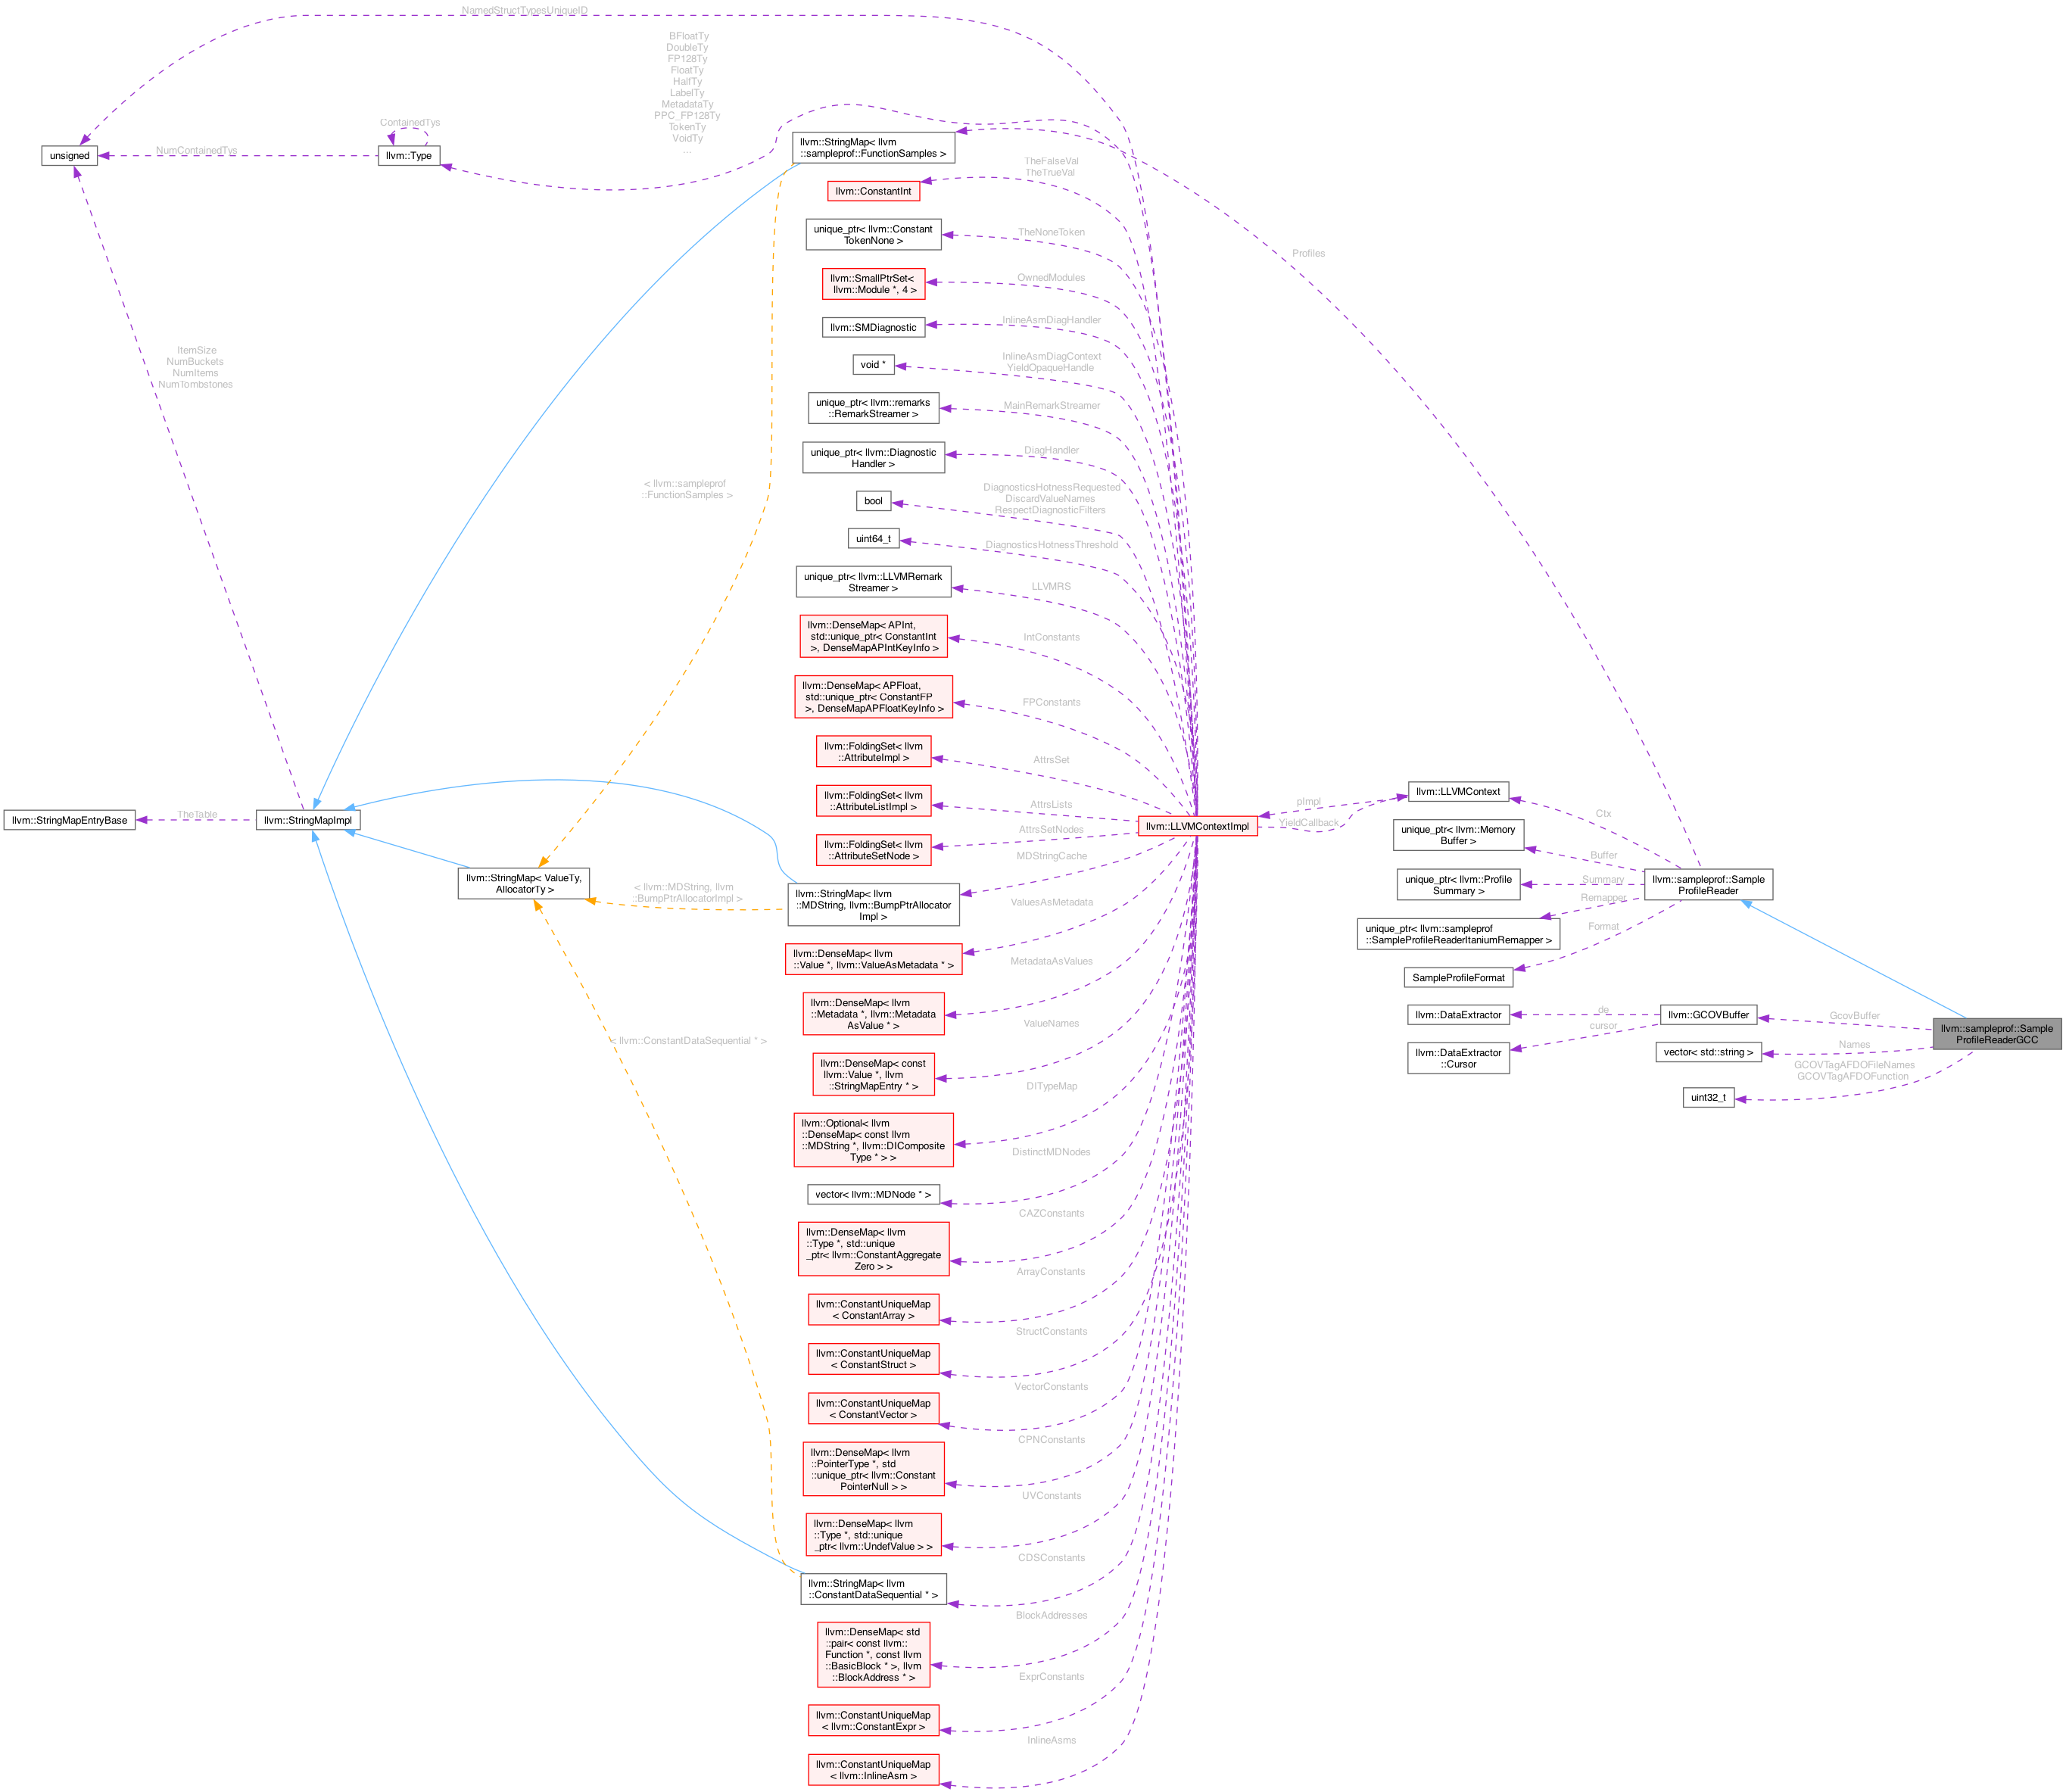 NamedStructTypesUniqueID
BFloatTy
DoubleTy
FP128Ty
FloatTy
HalfTy
LabelTy
MetadataTy
PPC_FP128Ty
TokenTy
VoidTy
...
ContainedTys
NumContainedTys
unsigned
llvm::Type
llvm::StringMap< llvm
::sampleprof::FunctionSamples >
TheFalseVal
TheTrueVal
llvm::ConstantInt
unique_ptr< llvm::Constant
TokenNone >
TheNoneToken
Profiles
llvm::SmallPtrSet<
llvm::Module *, 4 >
OwnedModules
llvm::SMDiagnostic
InlineAsmDiagHandler
void *
InlineAsmDiagContext
YieldOpaqueHandle
ItemSize
NumBuckets
NumItems
NumTombstones
unique_ptr< llvm::remarks
::RemarkStreamer >
MainRemarkStreamer
unique_ptr< llvm::Diagnostic
Handler >
DiagHandler
< llvm::sampleprof
::FunctionSamples >
bool
DiagnosticsHotnessRequested
DiscardValueNames
RespectDiagnosticFilters
uint64_t
DiagnosticsHotnessThreshold
unique_ptr< llvm::LLVMRemark
Streamer >
LLVMRS
llvm::DenseMap< APInt,
std::unique_ptr< ConstantInt
>, DenseMapAPIntKeyInfo >
IntConstants
llvm::DenseMap< APFloat,
std::unique_ptr< ConstantFP
>, DenseMapAPFloatKeyInfo >
FPConstants
llvm::FoldingSet< llvm
::AttributeImpl >
AttrsSet
llvm::FoldingSet< llvm
::AttributeListImpl >
AttrsLists
llvm::FoldingSet< llvm
::AttributeSetNode >
AttrsSetNodes
llvm::StringMapEntryBase
TheTable
llvm::StringMapImpl
llvm::LLVMContextImpl
pImpl
YieldCallback
llvm::LLVMContext
Ctx
unique_ptr< llvm::Memory
Buffer >
Buffer
MDStringCache
llvm::StringMap< ValueTy,
AllocatorTy >
< llvm::MDString, llvm
::BumpPtrAllocatorImpl >
llvm::StringMap< llvm
::MDString, llvm::BumpPtrAllocator
Impl >
ValuesAsMetadata
unique_ptr< llvm::Profile
Summary >
Summary
llvm::sampleprof::Sample
ProfileReader
Remapper
unique_ptr< llvm::sampleprof
::SampleProfileReaderItaniumRemapper >
Format
SampleProfileFormat
llvm::DenseMap< llvm
::Value *, llvm::ValueAsMetadata * >
MetadataAsValues
llvm::DenseMap< llvm
::Metadata *, llvm::Metadata
AsValue * >
ValueNames
llvm::DataExtractor
de
llvm::GCOVBuffer
GcovBuffer
cursor
llvm::DataExtractor
::Cursor
vector< std::string >
Names
llvm::sampleprof::Sample
ProfileReaderGCC
GCOVTagAFDOFileNames
GCOVTagAFDOFunction
uint32_t
< llvm::ConstantDataSequential * >
llvm::DenseMap< const
llvm::Value *, llvm
::StringMapEntry * >
DITypeMap
llvm::Optional< llvm
::DenseMap< const llvm
::MDString *, llvm::DIComposite
Type * > >
DistinctMDNodes
vector< llvm::MDNode * >
CAZConstants
llvm::DenseMap< llvm
::Type *, std::unique
_ptr< llvm::ConstantAggregate
Zero > >
ArrayConstants
llvm::ConstantUniqueMap
< ConstantArray >
StructConstants
llvm::ConstantUniqueMap
< ConstantStruct >
VectorConstants
llvm::ConstantUniqueMap
< ConstantVector >
CPNConstants
llvm::DenseMap< llvm
::PointerType *, std
::unique_ptr< llvm::Constant
PointerNull > >
UVConstants
llvm::DenseMap< llvm
::Type *, std::unique
_ptr< llvm::UndefValue > >
CDSConstants
llvm::StringMap< llvm
::ConstantDataSequential * >
BlockAddresses
llvm::DenseMap< std
::pair< const llvm::
Function *, const llvm
::BasicBlock * >, llvm
::BlockAddress * >
ExprConstants
llvm::ConstantUniqueMap
< llvm::ConstantExpr >
InlineAsms
llvm::ConstantUniqueMap
< llvm::InlineAsm >